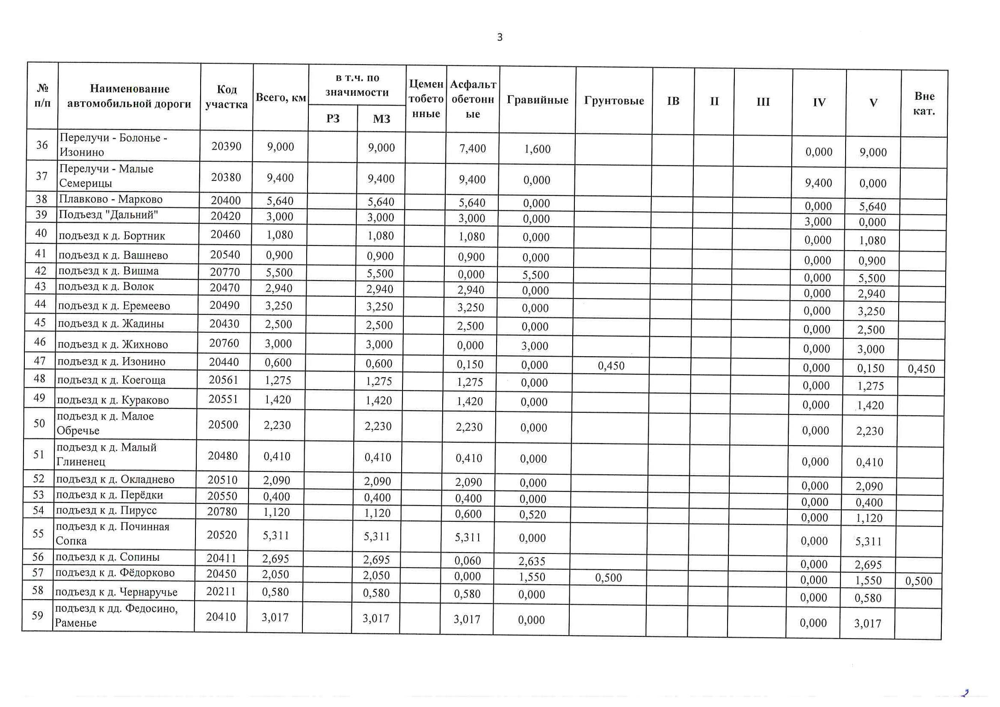 3
№ п/п Наименование автомобильной дороги Код участка Всего, км в т.ч. по значимости РЗ МЗ Цемен тобето нные Асфальт обетонн ые Гравийные Грунтовые IВ II III IV V Вне кат.
36 Перелучи - Болонье - Изонино 20390 9,000 9,000 7,400 1,600 0,000 9,000
37 Перелучи - Малые Семерицы 20380 9,400 9,400 9,400 0,000 9,400 0,000
38 Плавково - Марково 20400 5,640 5,640 5,640 0,000 0,000 5,640
39 Подъезд "Дальний" 20420 3,000 3,000 3,000 0,000 3,000 0,000
40 подъезд к д. Бортник 20460 1,080 1,080 1,080 0,000 0,000 1,080
41 подъезд к д. Вашнево 20540 0,900 0,900 0,900 0,000 0,000 0,900
42 подъезд к д. Вишма 20770 5,500 5,500 0,000 5,500 0,000 5,500
43 подъезд к д. Волок 20470 2,940 2,940 2,940 0,000 0,000 2,940
44 подъезд к д. Еремеево 20490 3,250 3,250 3,250 0,000 0,000 3,250
45 подъезд к д. Жадины 20430 2,500 2,500 2,500 0,000 0,000 2,500
46 подъезд к д. Жихново 20760 3,000 3,000 0,000 3,000 0,000 3,000
47 подъезд к д. Изонино 20440 0,600 0,600 0,150 0,000 0,450 0,000 0,150 0,450
48 подъезд к д. Коегоща 20561 1,275 1,275 1,275 0,000 0,000 1,275
49 подъезд к д. Кураково 20551 1,420 1,420 1,420 0,000 0,000 1,420
50 подъезд к д. Малое Обречье 20500 2,230 2,230 2,230 0,000 0,000 2,230
51 подъезд к д. Малый Глиненец 20480 0,410 0,410 0,410 0,000 0,000 0,410
52 подъезд к д. Окладнево 20510 2,090 2,090 2,090 0,000 0,000 2,090
53 подъезд к д. Перёдки 20550 0,400 0,400 0,400 0,000 0,000 0,400
54 подъезд к д. Пирусс 20780 1,120 1,120 0,600 0,520 0,000 1,120
55 подъезд к д. Починная Сопка 20520 5,311 5,311 5,311 0,000 0,000 5,311
56 подъезд к д. Сопины 20411 2,695 2,695 0,060 2,635 0,000 2,695
57 подъезд к д. Фёдорково 20450 2,050 2,050 0,000 1,550 0,500 0,000 1,550 0,500
58 подъезд к д. Чернаручье 20211 0,580 0,580 0,580 0,000 0,000 0,580
59 подъезд к дд. Федосино, Раменье 20410 3,017 3,017 3,017 0,000 0,000 3,017